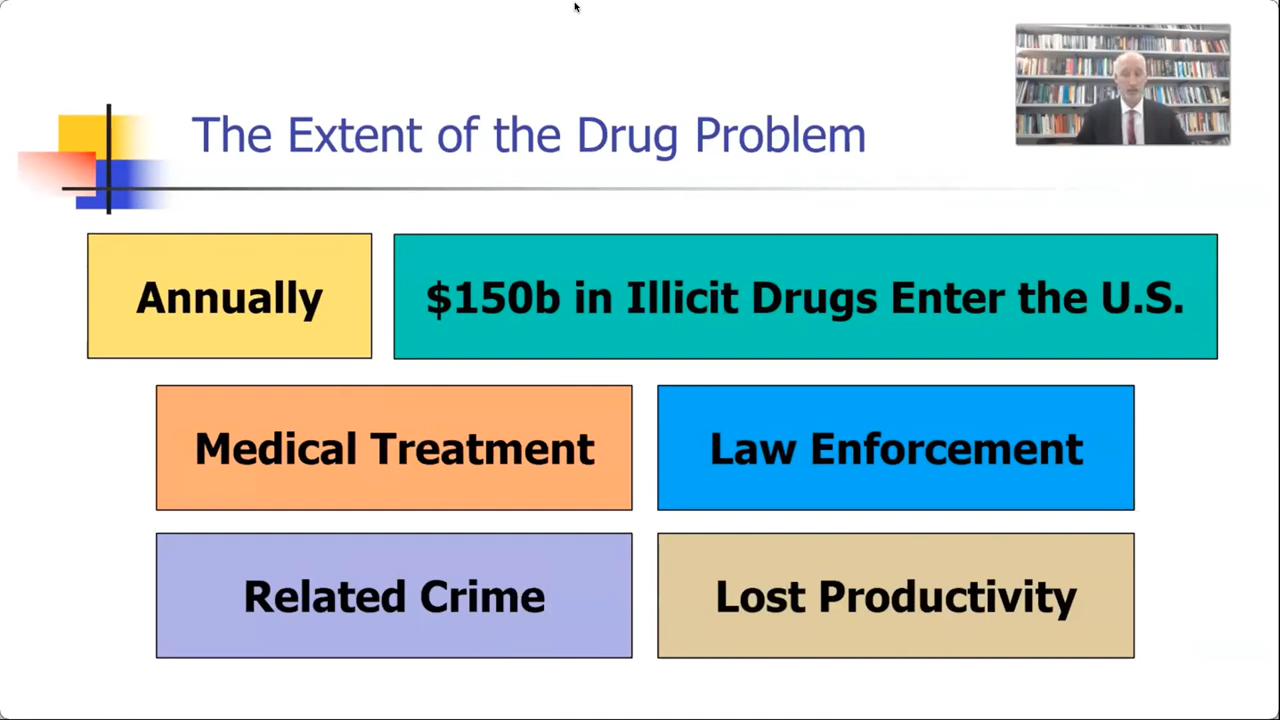 The Extent of the Drug Problem
Annually
$150b in Illicit Drugs Enter the U.S.
Medical Treatment
Law Enforcement
Related Crime
Lost Productivity